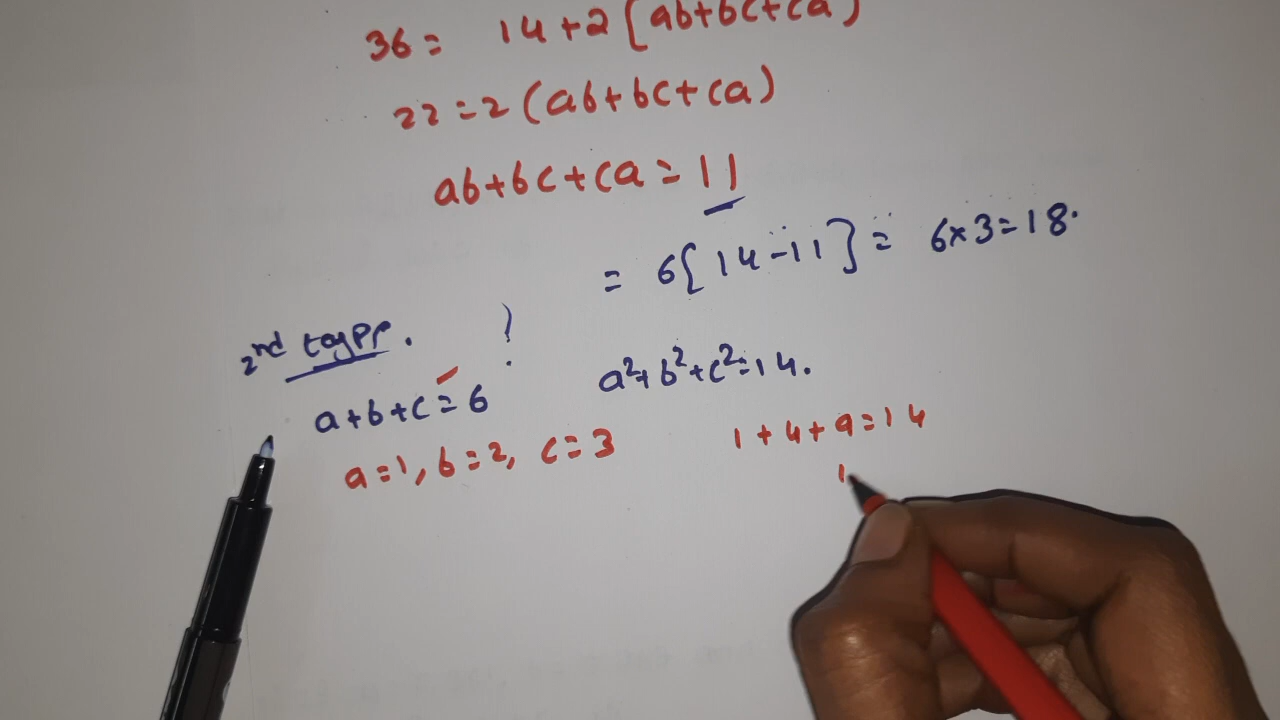 36 = 14 + 2 [ab+bc+ca)
22 = 2 (ab+bc+ca)
ab+bc+ca = 11
= 6{14-11} = 6×3=18.
2nd ?
a+b+c = 6 a²+b²+c²=14.
a=1, b=2, c=3 1+4+9=14
1